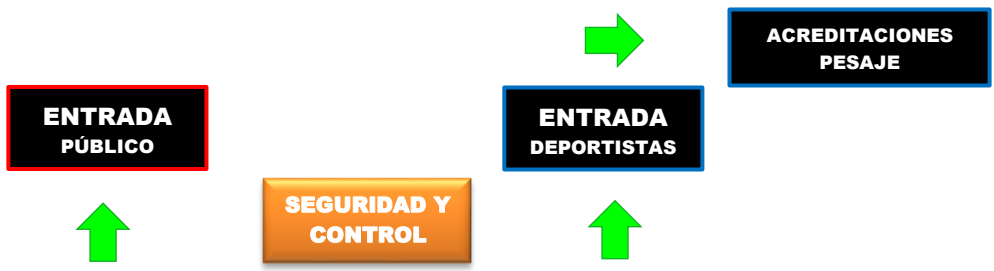 ENTRADA
PÚBLICO
SEGURIDAD Y
CONTROL
ENTRADA
DEPORTISTAS
ACREDITACIONES
PESAJE